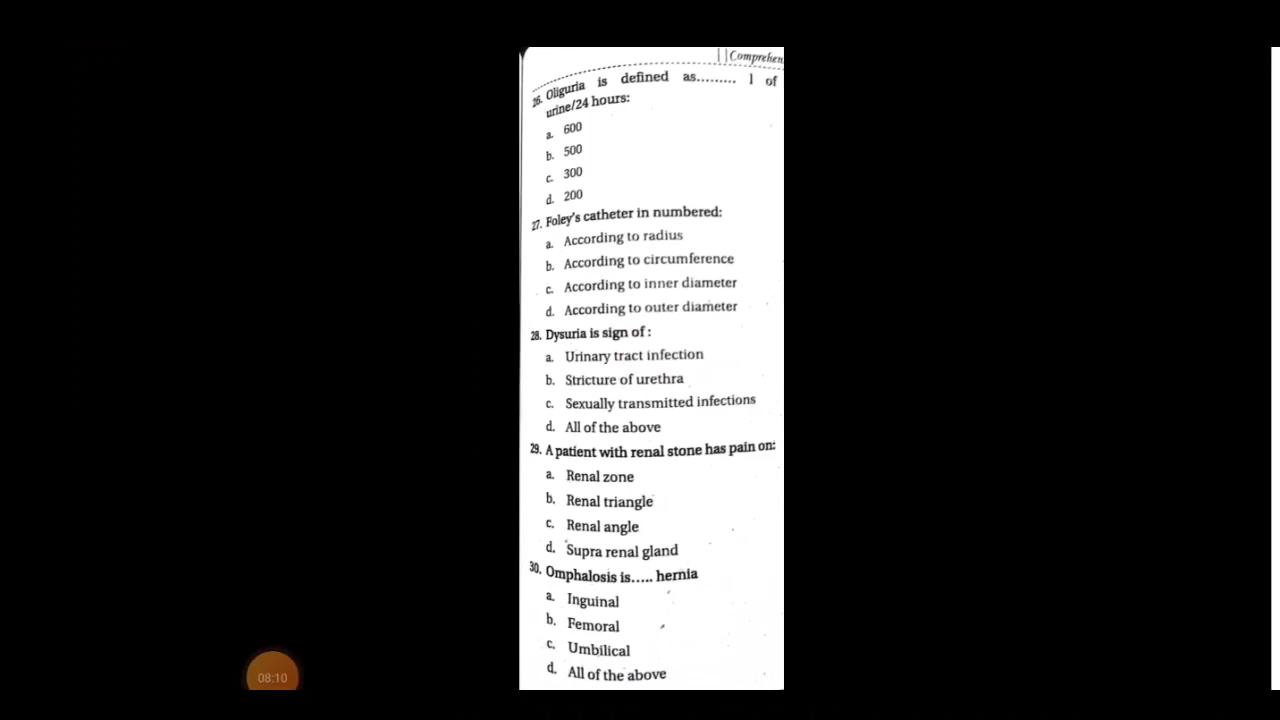 ||Comprehen
26. Oliguria is defined as......... l of
urine/24 hours:
a. 600
b. 500
c. 300
d. 200
27. Foley's catheter in numbered:
a. According to radius
b. According to circumference
c. According to inner diameter
d. According to outer diameter
28. Dysuria is sign of :
a. Urinary tract infection
b. Stricture of urethra
c. Sexually transmitted infections
d. All of the above
29. A patient with renal stone has pain on:
a. Renal zone
b. Renal triangle
c. Renal angle
d. Supra renal gland
30. Omphalosis is..... hernia
a. Inguinal
b. Femoral
c. Umbilical
d. All of the above
08:10